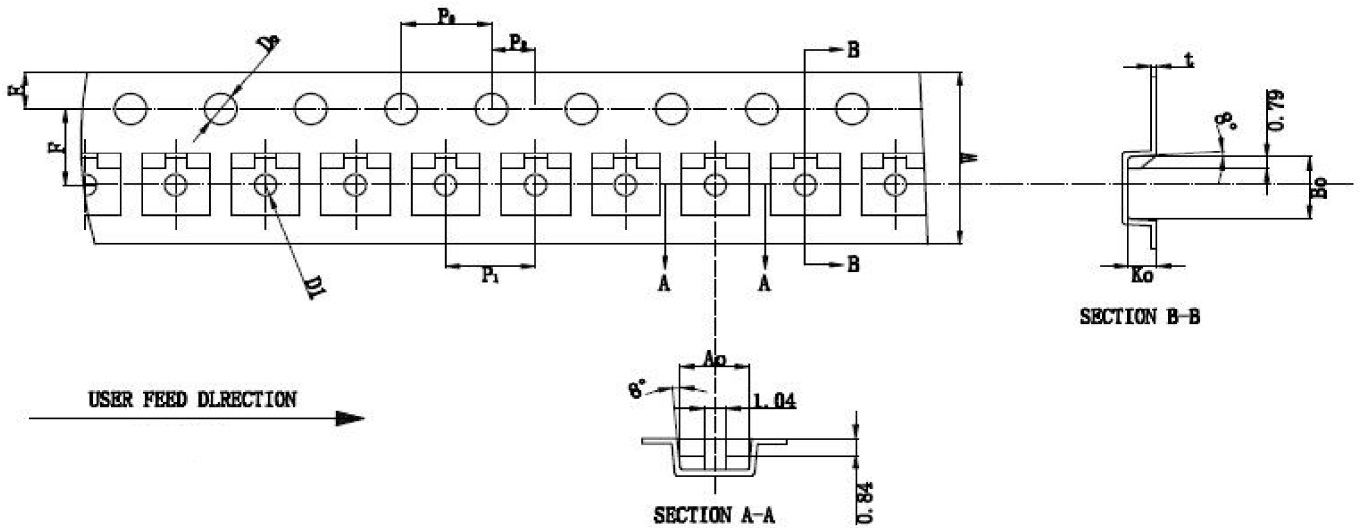 P₀
P₂
D₀
B
E
t
0.79
8°
F
W
Bo
D1
P₁
A
A
B
Ko
SECTION B-B
Ao
8°
1.04
USER FEED DLRECTION
0.84
SECTION A-A